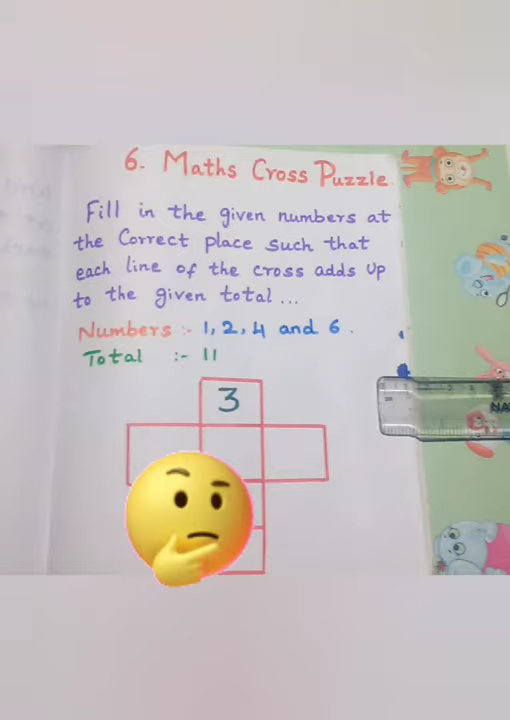 6. Maths Cross Puzzle
Fill in the given numbers at
the Correct place such that
each line of the cross adds up
to the given total ...
Numbers :- 1, 2, 4 and 6.
Total :- 11
3